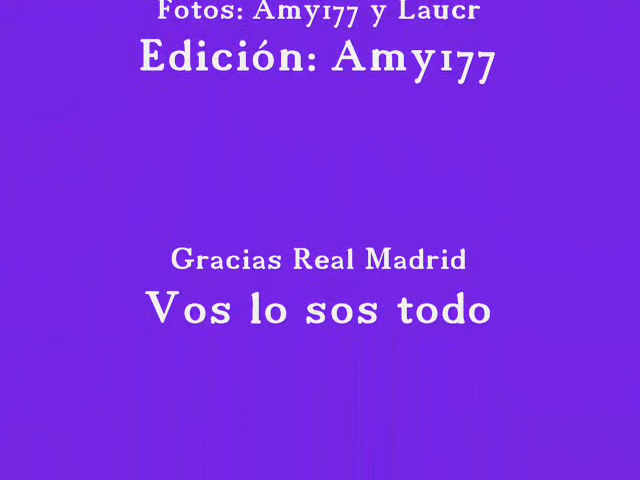 Fotos: Amy177 y Laucr
Edición: Amy177
Gracias Real Madrid
Vos lo sos todo